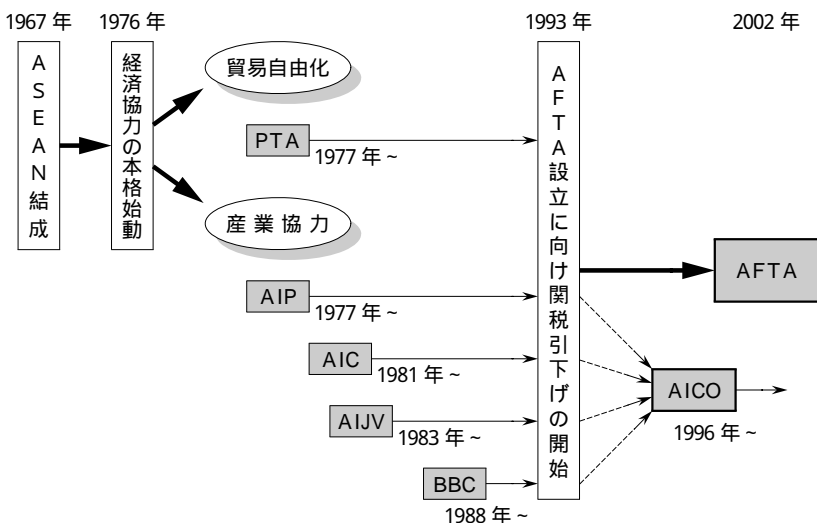 1967 年
1976 年
1993 年
2002 年
ASEAN結成
経済協力の本格始動
貿易自由化
PTA
1977 年 ~
産 業 協 力
AIP
1977 年 ~
AIC
1981 年 ~
AIJV
1983 年 ~
BBC
1988 年 ~
AFTA設立に向け関税引下げの開始
AFTA
AICO
1996 年 ~